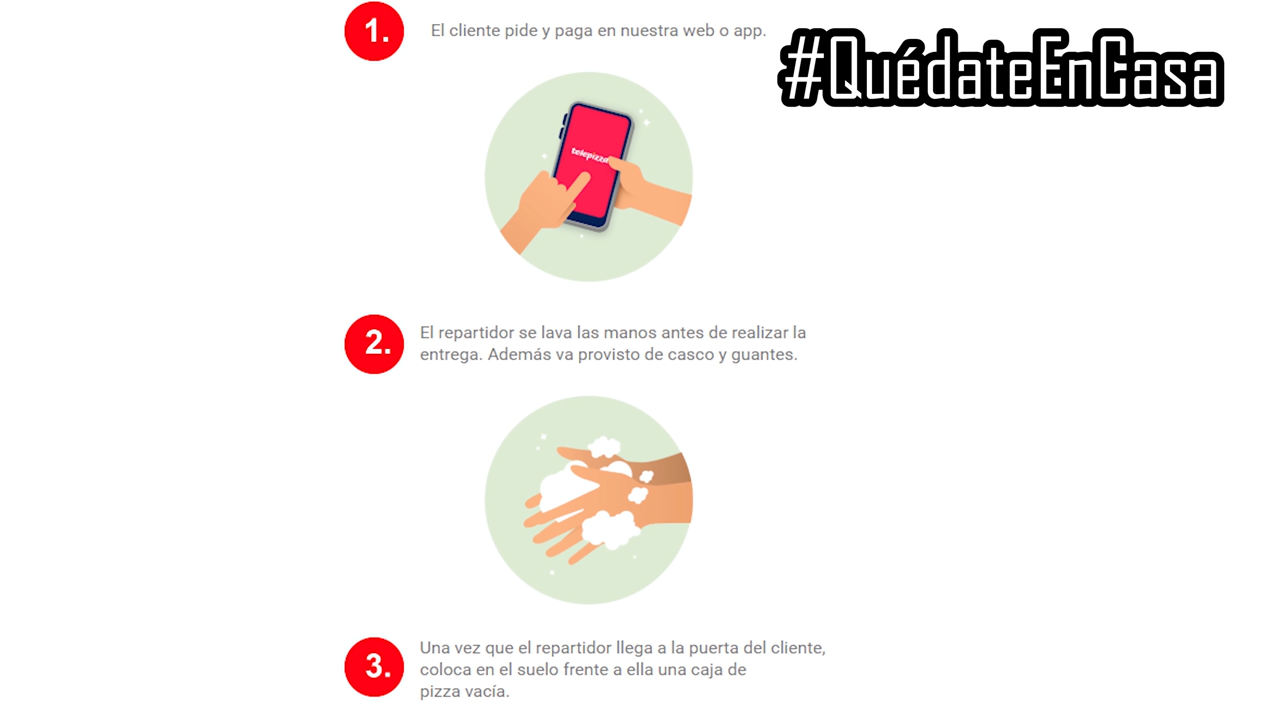 1.
El cliente pide y paga en nuestra web o app.
#QuédateEnCasa
telepizza
2.
El repartidor se lava las manos antes de realizar la
entrega. Además va provisto de casco y guantes.
3.
Una vez que el repartidor llega a la puerta del cliente,
coloca en el suelo frente a ella una caja de
pizza vacía.